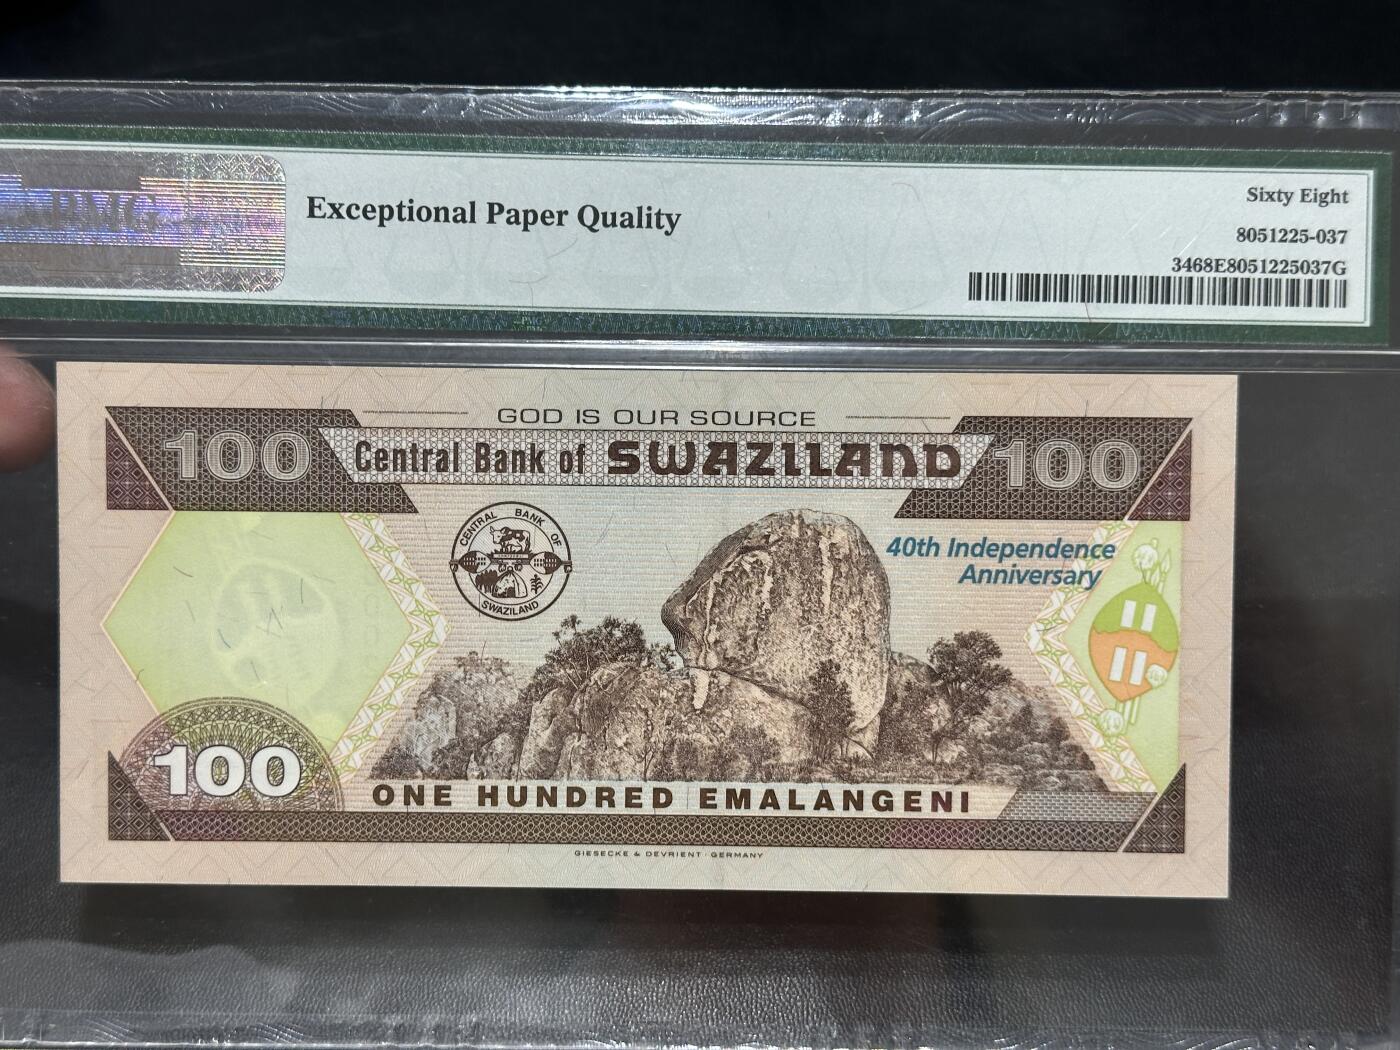 PMG
Exceptional Paper Quality
Sixty Eight
8051225-037
3468E8051225037G
GOD IS OUR SOURCE
100 Central Bank of SWAZILAND 100
CENTRAL BANK OF
SWAZILAND
40th Independence
Anniversary
100
ONE HUNDRED EMALANGENI
GIESECKE & DEVRIENT · GERMANY